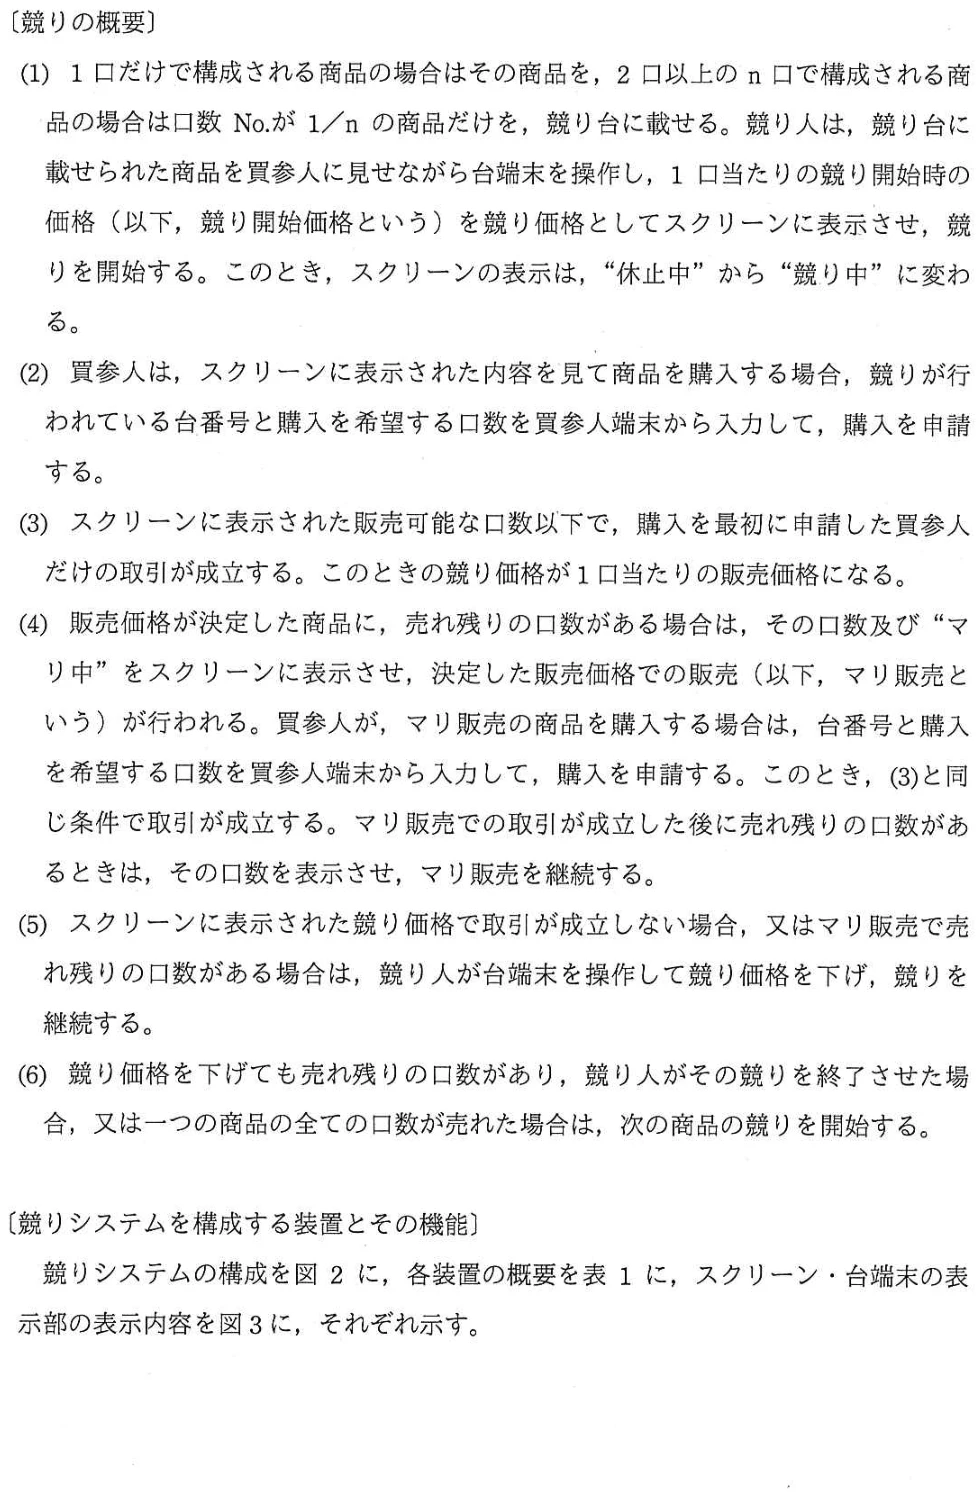 〔競りの概要〕
(1) 1 口だけで構成される商品の場合はその商品を，2 口以上の n 口で構成される商
品の場合は口数 No.が 1／n の商品だけを，競り台に載せる。競り人は，競り台に
載せられた商品を買参人に見せながら台端末を操作し，1 口当たりの競り開始時の
価格（以下，競り開始価格という）を競り価格としてスクリーンに表示させ，競
りを開始する。このとき，スクリーンの表示は，“休止中”から“競り中”に変わ
る。
(2) 買参人は，スクリーンに表示された内容を見て商品を購入する場合，競りが行
われている台番号と購入を希望する口数を買参人端末から入力して，購入を申請
する。
(3) スクリーンに表示された販売可能な口数以下で，購入を最初に申請した買参人
だけの取引が成立する。このときの競り価格が 1 口当たりの販売価格になる。
(4) 販売価格が決定した商品に，売れ残りの口数がある場合は，その口数及び“マ
リ中”をスクリーンに表示させ，決定した販売価格での販売（以下，マリ販売と
いう）が行われる。買参人が，マリ販売の商品を購入する場合は，台番号と購入
を希望する口数を買参人端末から入力して，購入を申請する。このとき，(3)と同
じ条件で取引が成立する。マリ販売での取引が成立した後に売れ残りの口数があ
るときは，その口数を表示させ，マリ販売を継続する。
(5) スクリーンに表示された競り価格で取引が成立しない場合，又はマリ販売で売
れ残りの口数がある場合は，競り人が台端末を操作して競り価格を下げ，競りを
継続する。
(6) 競り価格を下げても売れ残りの口数があり，競り人がその競りを終了させた場
合，又は一つの商品の全ての口数が売れた場合は，次の商品の競りを開始する。
〔競りシステムを構成する装置とその機能〕
競りシステムの構成を図 2 に，各装置の概要を表 1 に，スクリーン・台端末の表
示部の表示内容を図 3 に，それぞれ示す。